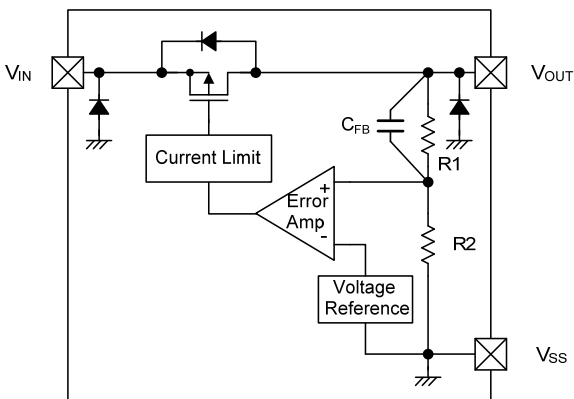 VIN
VOUT
CFB
R1
Current Limit
+
Error
Amp
-
R2
Voltage
Reference
VSS